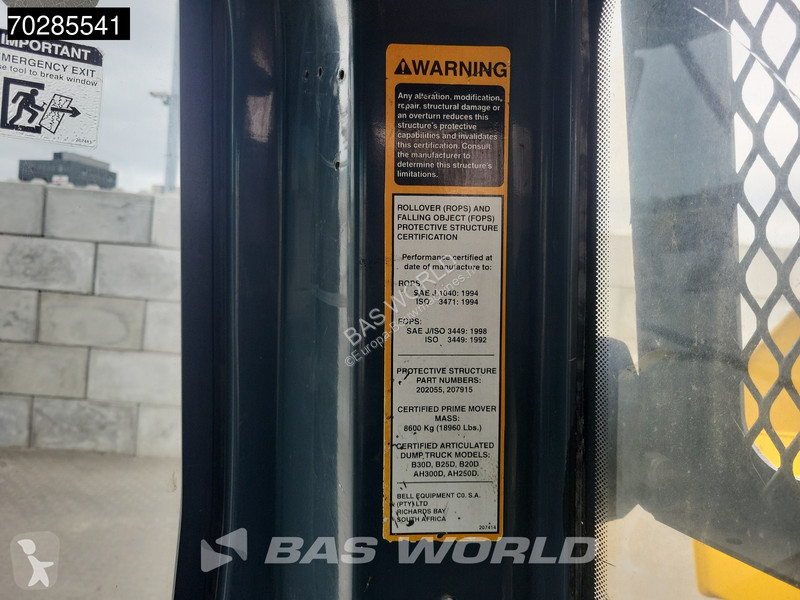 70285541
IMPORTANT
EMERGENCY EXIT
se tool to break window
WARNING
Any alteration, modification,
repair, structural damage or
an overturn reduces this
structure's protective
capabilities and invalidates
this certification. Consult
the manufacturer to
determine this structure's
limitations.
ROLLOVER (ROPS) AND
FALLING OBJECT (FOPS)
PROTECTIVE STRUCTURE
CERTIFICATION
Performance certified at
date of manufacture to:
ROPS:
SAE J 1040: 1994
ISO 3471: 1994
FOPS:
SAE J/ISO 3449: 1998
ISO 3449: 1992
PROTECTIVE STRUCTURE
PART NUMBERS:
202055, 207915
CERTIFIED PRIME MOVER
MASS:
8600 Kg (18960 Lbs.)
CERTIFIED ARTICULATED
DUMP TRUCK MODELS:
B30D, B25D, B20D
AH300D, AH250D.
BELL EQUIPMENT CO. S.A.
(PTY) LTD
RICHARDS BAY
SOUTH AFRICA
207414
BAS WORLD
BAS WORLD